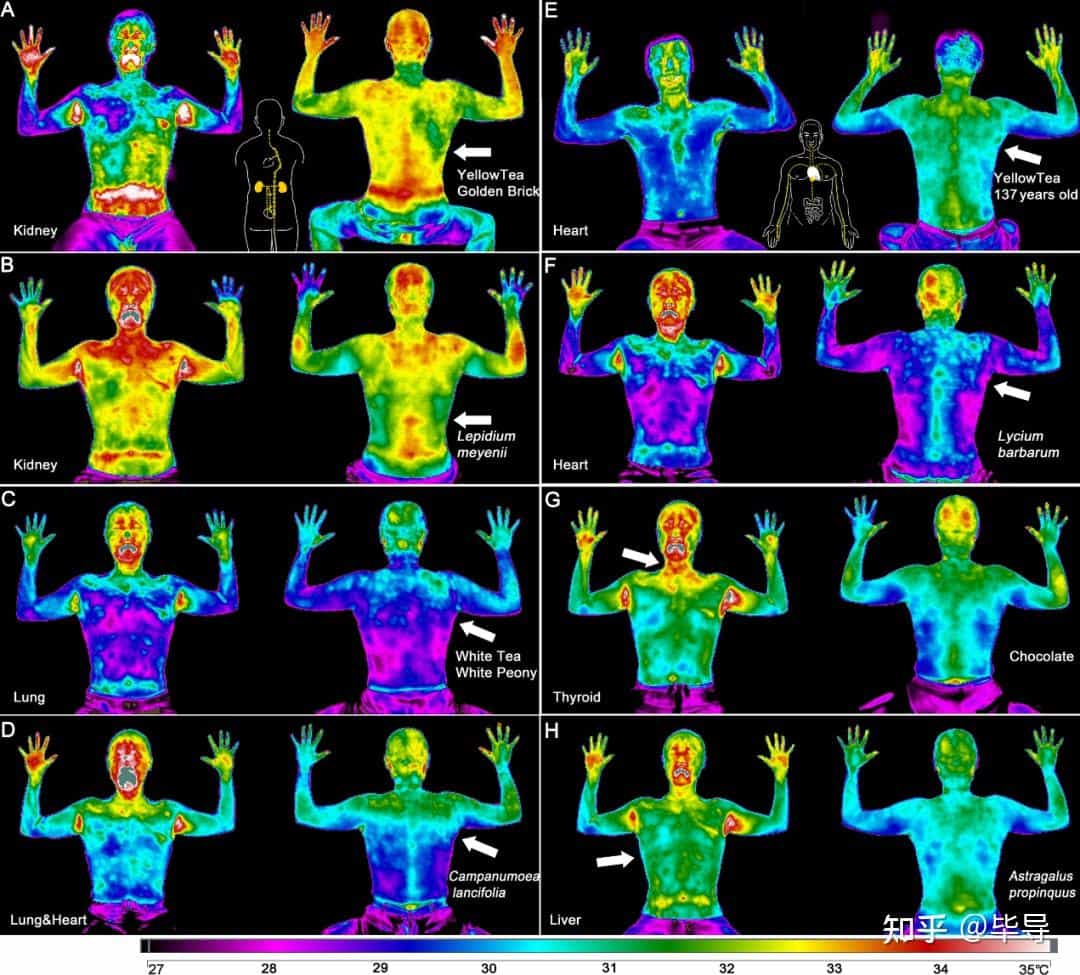 A
Kidney
YellowTea
Golden Brick
E
Heart
YellowTea
137 years old
B
Kidney
Lepidium
meyenii
F
Heart
Lycium
barbarum
C
Lung
White Tea
White Peony
G
Thyroid
Chocolate
D
Lung&Heart
Campanumoea
lancifolia
H
Liver
Astragalus
propinquus
知乎 @毕导
27 28 29 30 31 32 33 34 35℃